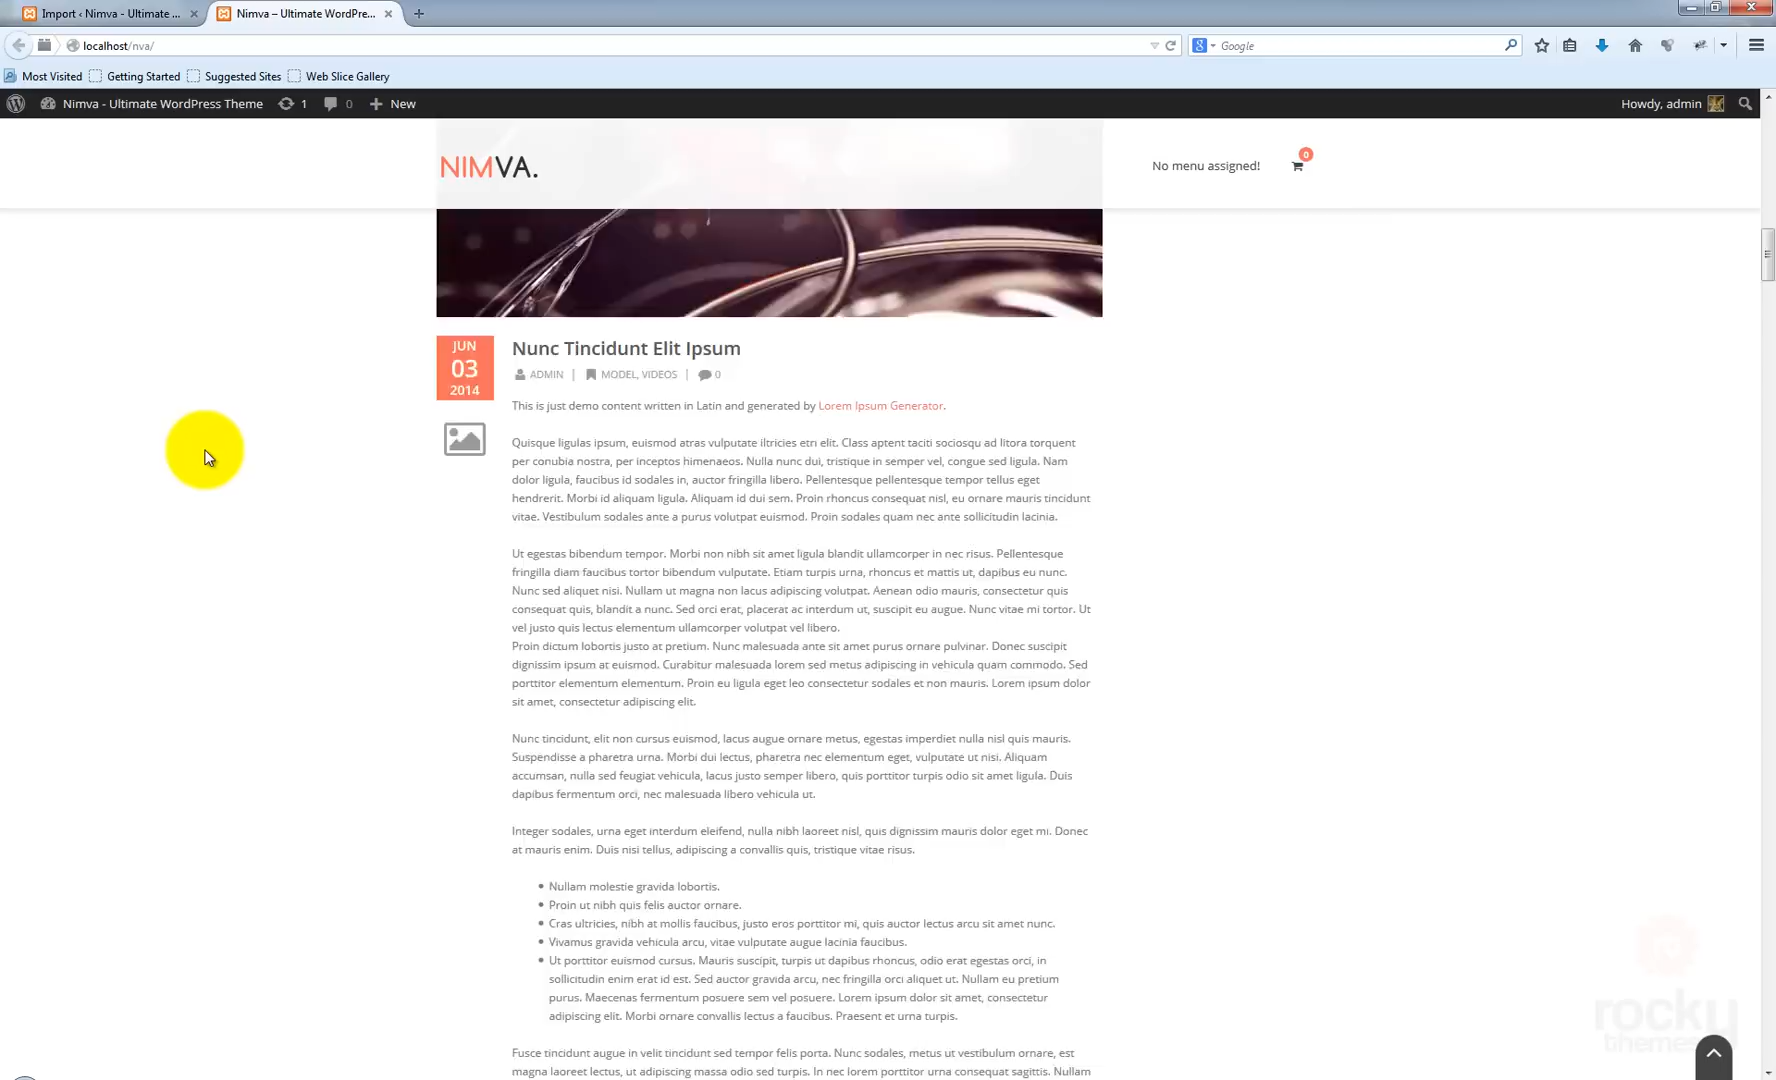 Import ‹ Nimva - Ultimate ...
Nimva – Ultimate WordPre...
localhost/nva/
Google
Most Visited
Getting Started
Suggested Sites
Web Slice Gallery
Nimva - Ultimate WordPress Theme
1
0
New
Howdy, admin
NIMVA.
No menu assigned!
0
JUN
03
2014
Nunc Tincidunt Elit Ipsum
ADMIN | MODEL, VIDEOS | 0
This is just demo content written in Latin and generated by Lorem Ipsum Generator.
Quisque ligulas ipsum, euismod atras vulputate iltricies etri elit. Class aptent taciti sociosqu ad litora torquent
per conubia nostra, per inceptos himenaeos. Nulla nunc dui, tristique in semper vel, congue sed ligula. Nam
dolor ligula, faucibus id sodales in, auctor fringilla libero. Pellentesque pellentesque tempor tellus eget
hendrerit. Morbi id aliquam ligula. Aliquam id dui sem. Proin rhoncus consequat nisl, eu ornare mauris tincidunt
vitae. Vestibulum sodales ante a purus volutpat euismod. Proin sodales quam nec ante sollicitudin lacinia.
Ut egestas bibendum tempor. Morbi non nibh sit amet ligula blandit ullamcorper in nec risus. Pellentesque
fringilla diam faucibus tortor bibendum vulputate. Etiam turpis urna, rhoncus et mattis ut, dapibus eu nunc.
Nunc sed aliquet nisi. Nullam ut magna non lacus adipiscing volutpat. Aenean odio mauris, consectetur quis
consequat quis, blandit a nunc. Sed orci erat, placerat ac interdum ut, suscipit eu augue. Nunc vitae mi tortor. Ut
vel justo quis lectus elementum ullamcorper volutpat vel libero.
Proin dictum lobortis justo at pretium. Nunc malesuada ante sit amet purus ornare pulvinar. Donec suscipit
dignissim ipsum at euismod. Curabitur malesuada lorem sed metus adipiscing in vehicula quam commodo. Sed
porttitor elementum elementum. Proin eu ligula eget leo consectetur sodales et non mauris. Lorem ipsum dolor
sit amet, consectetur adipiscing elit.
Nunc tincidunt, elit non cursus euismod, lacus augue ornare metus, egestas imperdiet nulla nisl quis mauris.
Suspendisse a pharetra urna. Morbi dui lectus, pharetra nec elementum eget, vulputate ut nisi. Aliquam
accumsan, nulla sed feugiat vehicula, lacus justo semper libero, quis porttitor turpis odio sit amet ligula. Duis
dapibus fermentum orci, nec malesuada libero vehicula ut.
Integer sodales, urna eget interdum eleifend, nulla nibh laoreet nisl, quis dignissim mauris dolor eget mi. Donec
at mauris enim. Duis nisi tellus, adipiscing a convallis quis, tristique vitae risus.
• Nullam molestie gravida lobortis.
• Proin ut nibh quis felis auctor ornare.
• Cras ultricies, nibh at mollis faucibus, justo eros porttitor mi, quis auctor lectus arcu sit amet nunc.
• Vivamus gravida vehicula arcu, vitae vulputate augue lacinia faucibus.
• Ut porttitor euismod cursus. Mauris suscipit, turpis ut dapibus rhoncus, odio erat egestas orci, in
sollicitudin enim erat id est. Sed auctor gravida arcu, nec fringilla orci aliquet ut. Nullam eu pretium
purus. Maecenas fermentum posuere sem vel posuere. Lorem ipsum dolor sit amet, consectetur
adipiscing elit. Morbi ornare convallis lectus a faucibus. Praesent et urna turpis.
Fusce tincidunt augue in velit tincidunt sed tempor felis porta. Nunc sodales, metus ut vestibulum ornare, est
magna laoreet lectus, ut adipiscing massa odio sed turpis. In nec lorem porttitor urna consequat sagittis. Nullam
rocky
themes